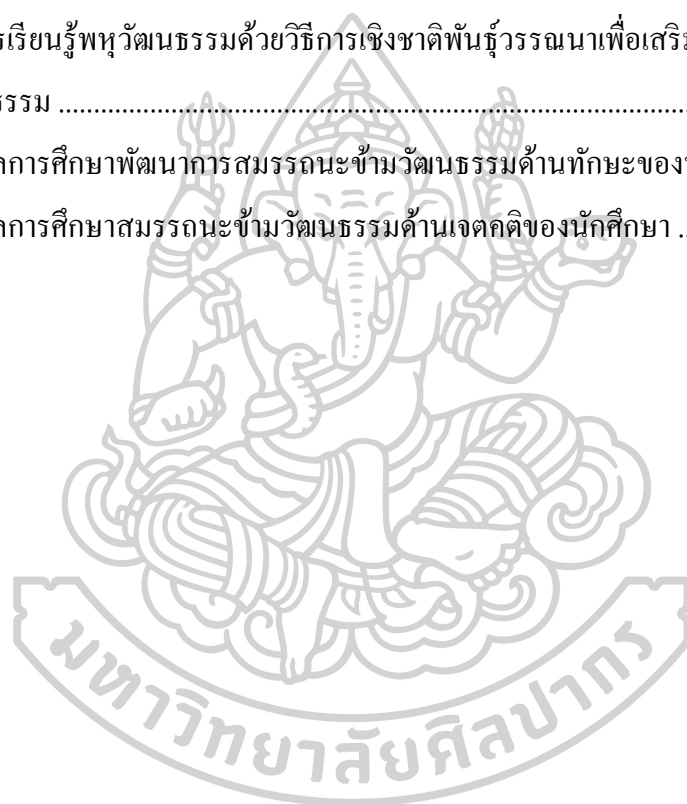 รเรียนรู้พหุวัฒนธรรมด้วยวิธีการเชิงชาติพันธุ์วรรณนาเพื่อเสริม
ธรรม ............................................................................
ลการศึกษาพัฒนาการสมรรถนะข้ามวัฒนธรรมด้านทักษะของ
ลการศึกษาสมรรถนะข้ามวัฒนธรรมด้านเจตคติของนักศึกษา ..
มหาวิทยาลัยศิลปากร